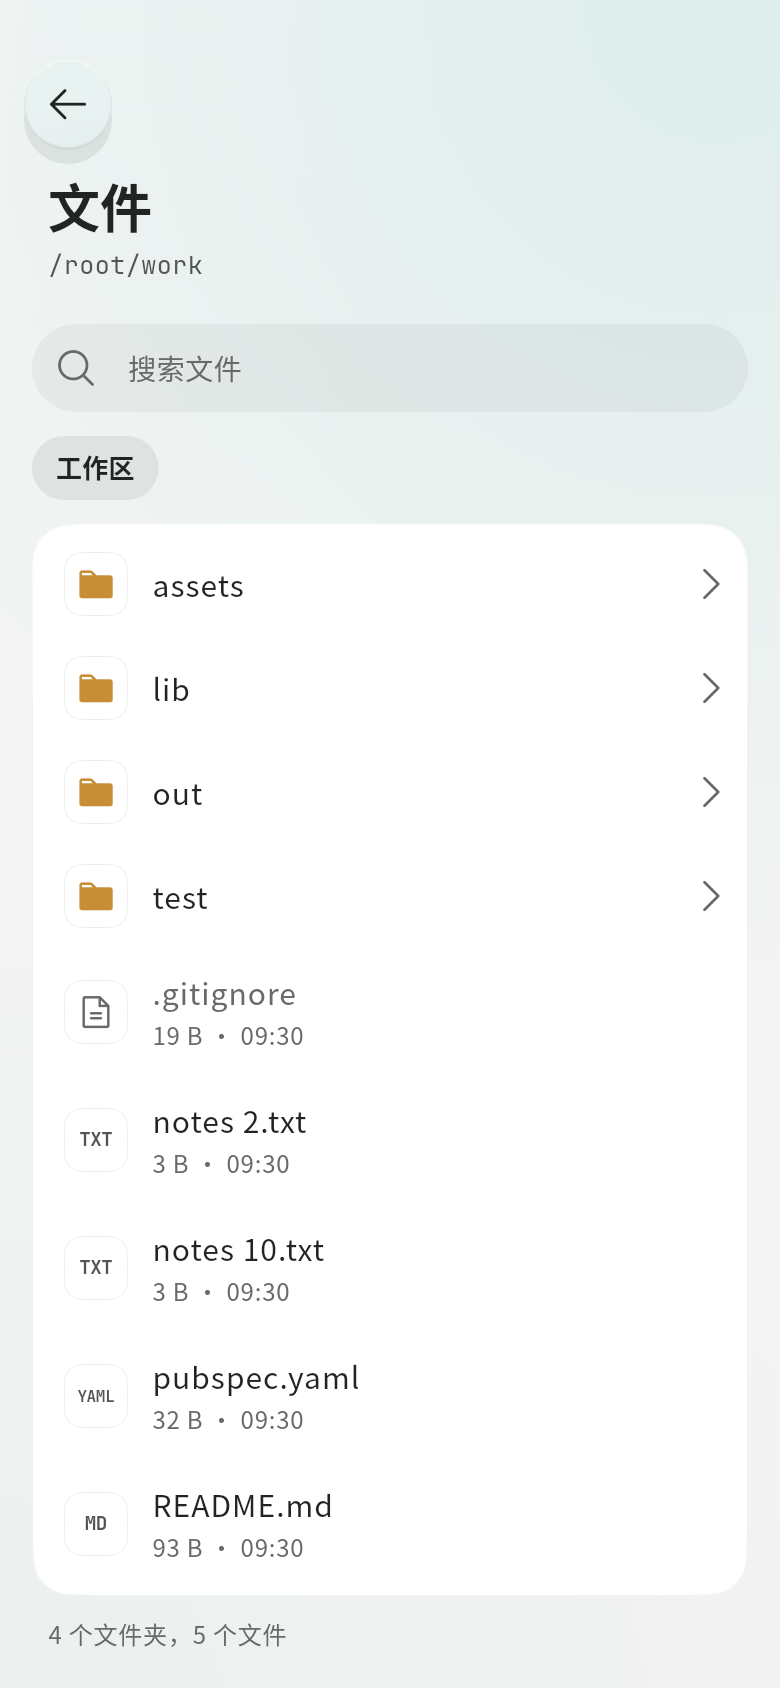 文件
/root/work
搜索文件
工作区
assets
lib
out
test
.gitignore
19 B • 09:30
TXT
notes 2.txt
3 B • 09:30
TXT
notes 10.txt
3 B • 09:30
YAML
pubspec.yaml
32 B • 09:30
MD
README.md
93 B • 09:30
4 个文件夹，5 个文件